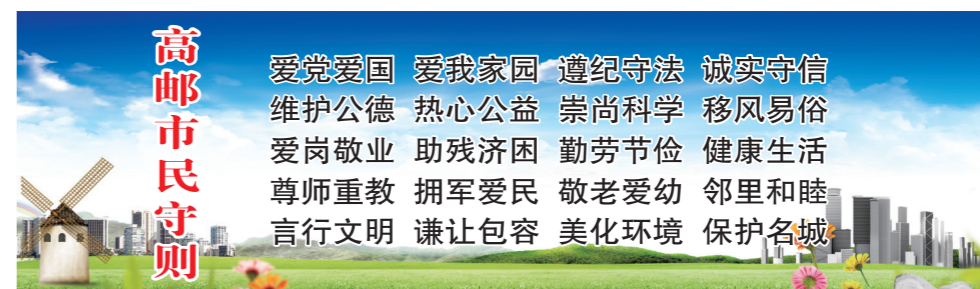 高邮市民守则
爱党爱国 爱我家园 遵纪守法 诚实守信
维护公德 热心公益 崇尚科学 移风易俗
爱岗敬业 助残济困 勤劳节俭 健康生活
尊师重教 拥军爱民 敬老爱幼 邻里和睦
言行文明 谦让包容 美化环境 保护名城